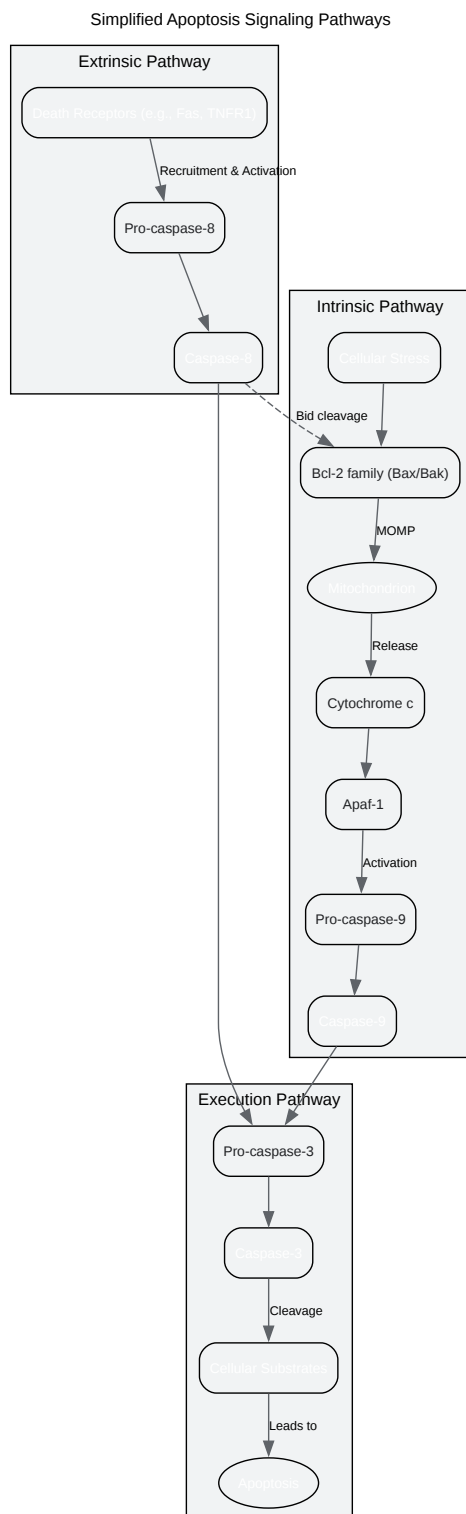 Simplified Apoptosis Signaling Pathways
Extrinsic Pathway
Death Receptors (e.g., Fas, TNFR1)
Recruitment & Activation
Pro-caspase-8
Caspase-8
Bid cleavage
Intrinsic Pathway
Cellular Stress
Bcl-2 family (Bax/Bak)
MOMP
Mitochondrion
Release
Cytochrome c
Apaf-1
Activation
Pro-caspase-9
Caspase-9
Execution Pathway
Pro-caspase-3
Caspase-3
Cleavage
Cellular Substrates
Leads to
Apoptosis